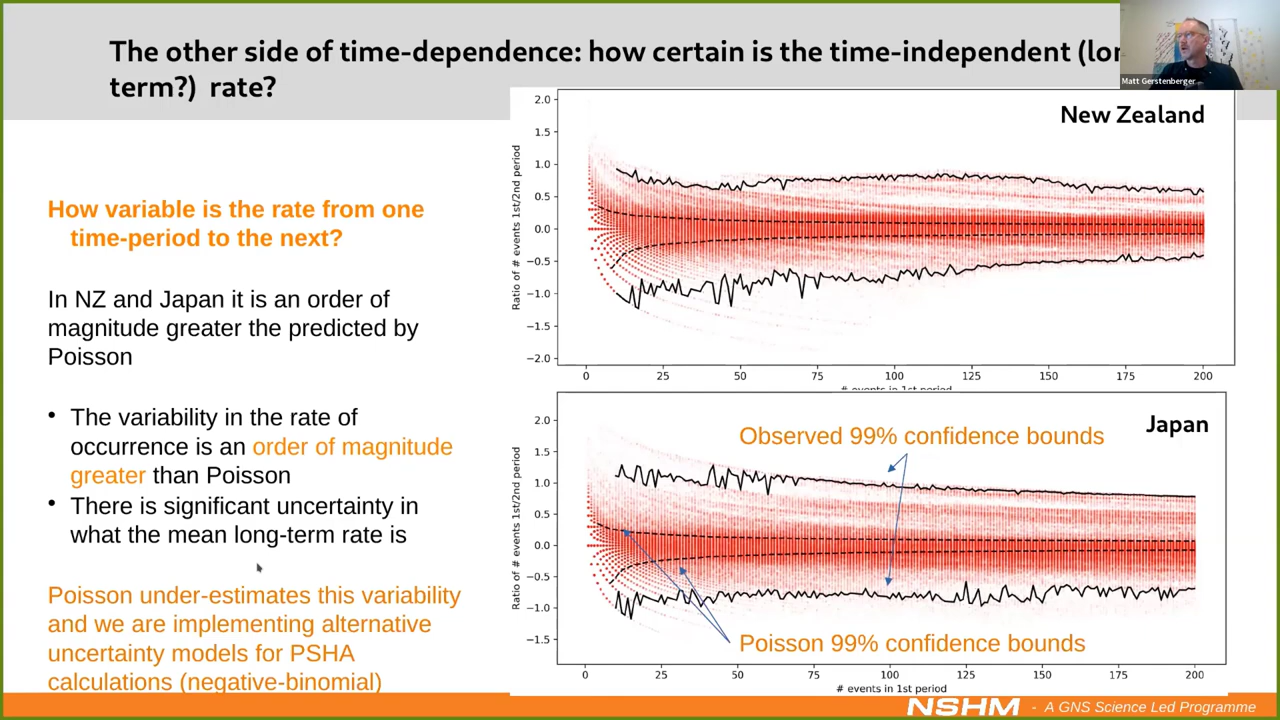 The other side of time-dependence: how certain is the time-independent (
term?) rate?
Matt Gerstenberger
How variable is the rate from one
time-period to the next?
In NZ and Japan it is an order of
magnitude greater the predicted by
Poisson
• The variability in the rate of
occurrence is an order of magnitude
greater than Poisson
• There is significant uncertainty in
what the mean long-term rate is
Poisson under-estimates this variability
and we are implementing alternative
uncertainty models for PSHA
calculations (negative-binomial)
New Zealand
Ratio of # events 1st/2nd period
2.0
1.5
1.0
0.5
0.0
−0.5
−1.0
−1.5
−2.0
0 25 50 75 100 125 150 175 200
# events in 1st period
Japan
Observed 99% confidence bounds
Poisson 99% confidence bounds
Ratio of # events 1st/2nd period
2.0
1.5
1.0
0.5
0.0
−0.5
−1.0
−1.5
0 25 50 75 100 125 150 175 200
# events in 1st period
NSHM - A GNS Science Led Programme